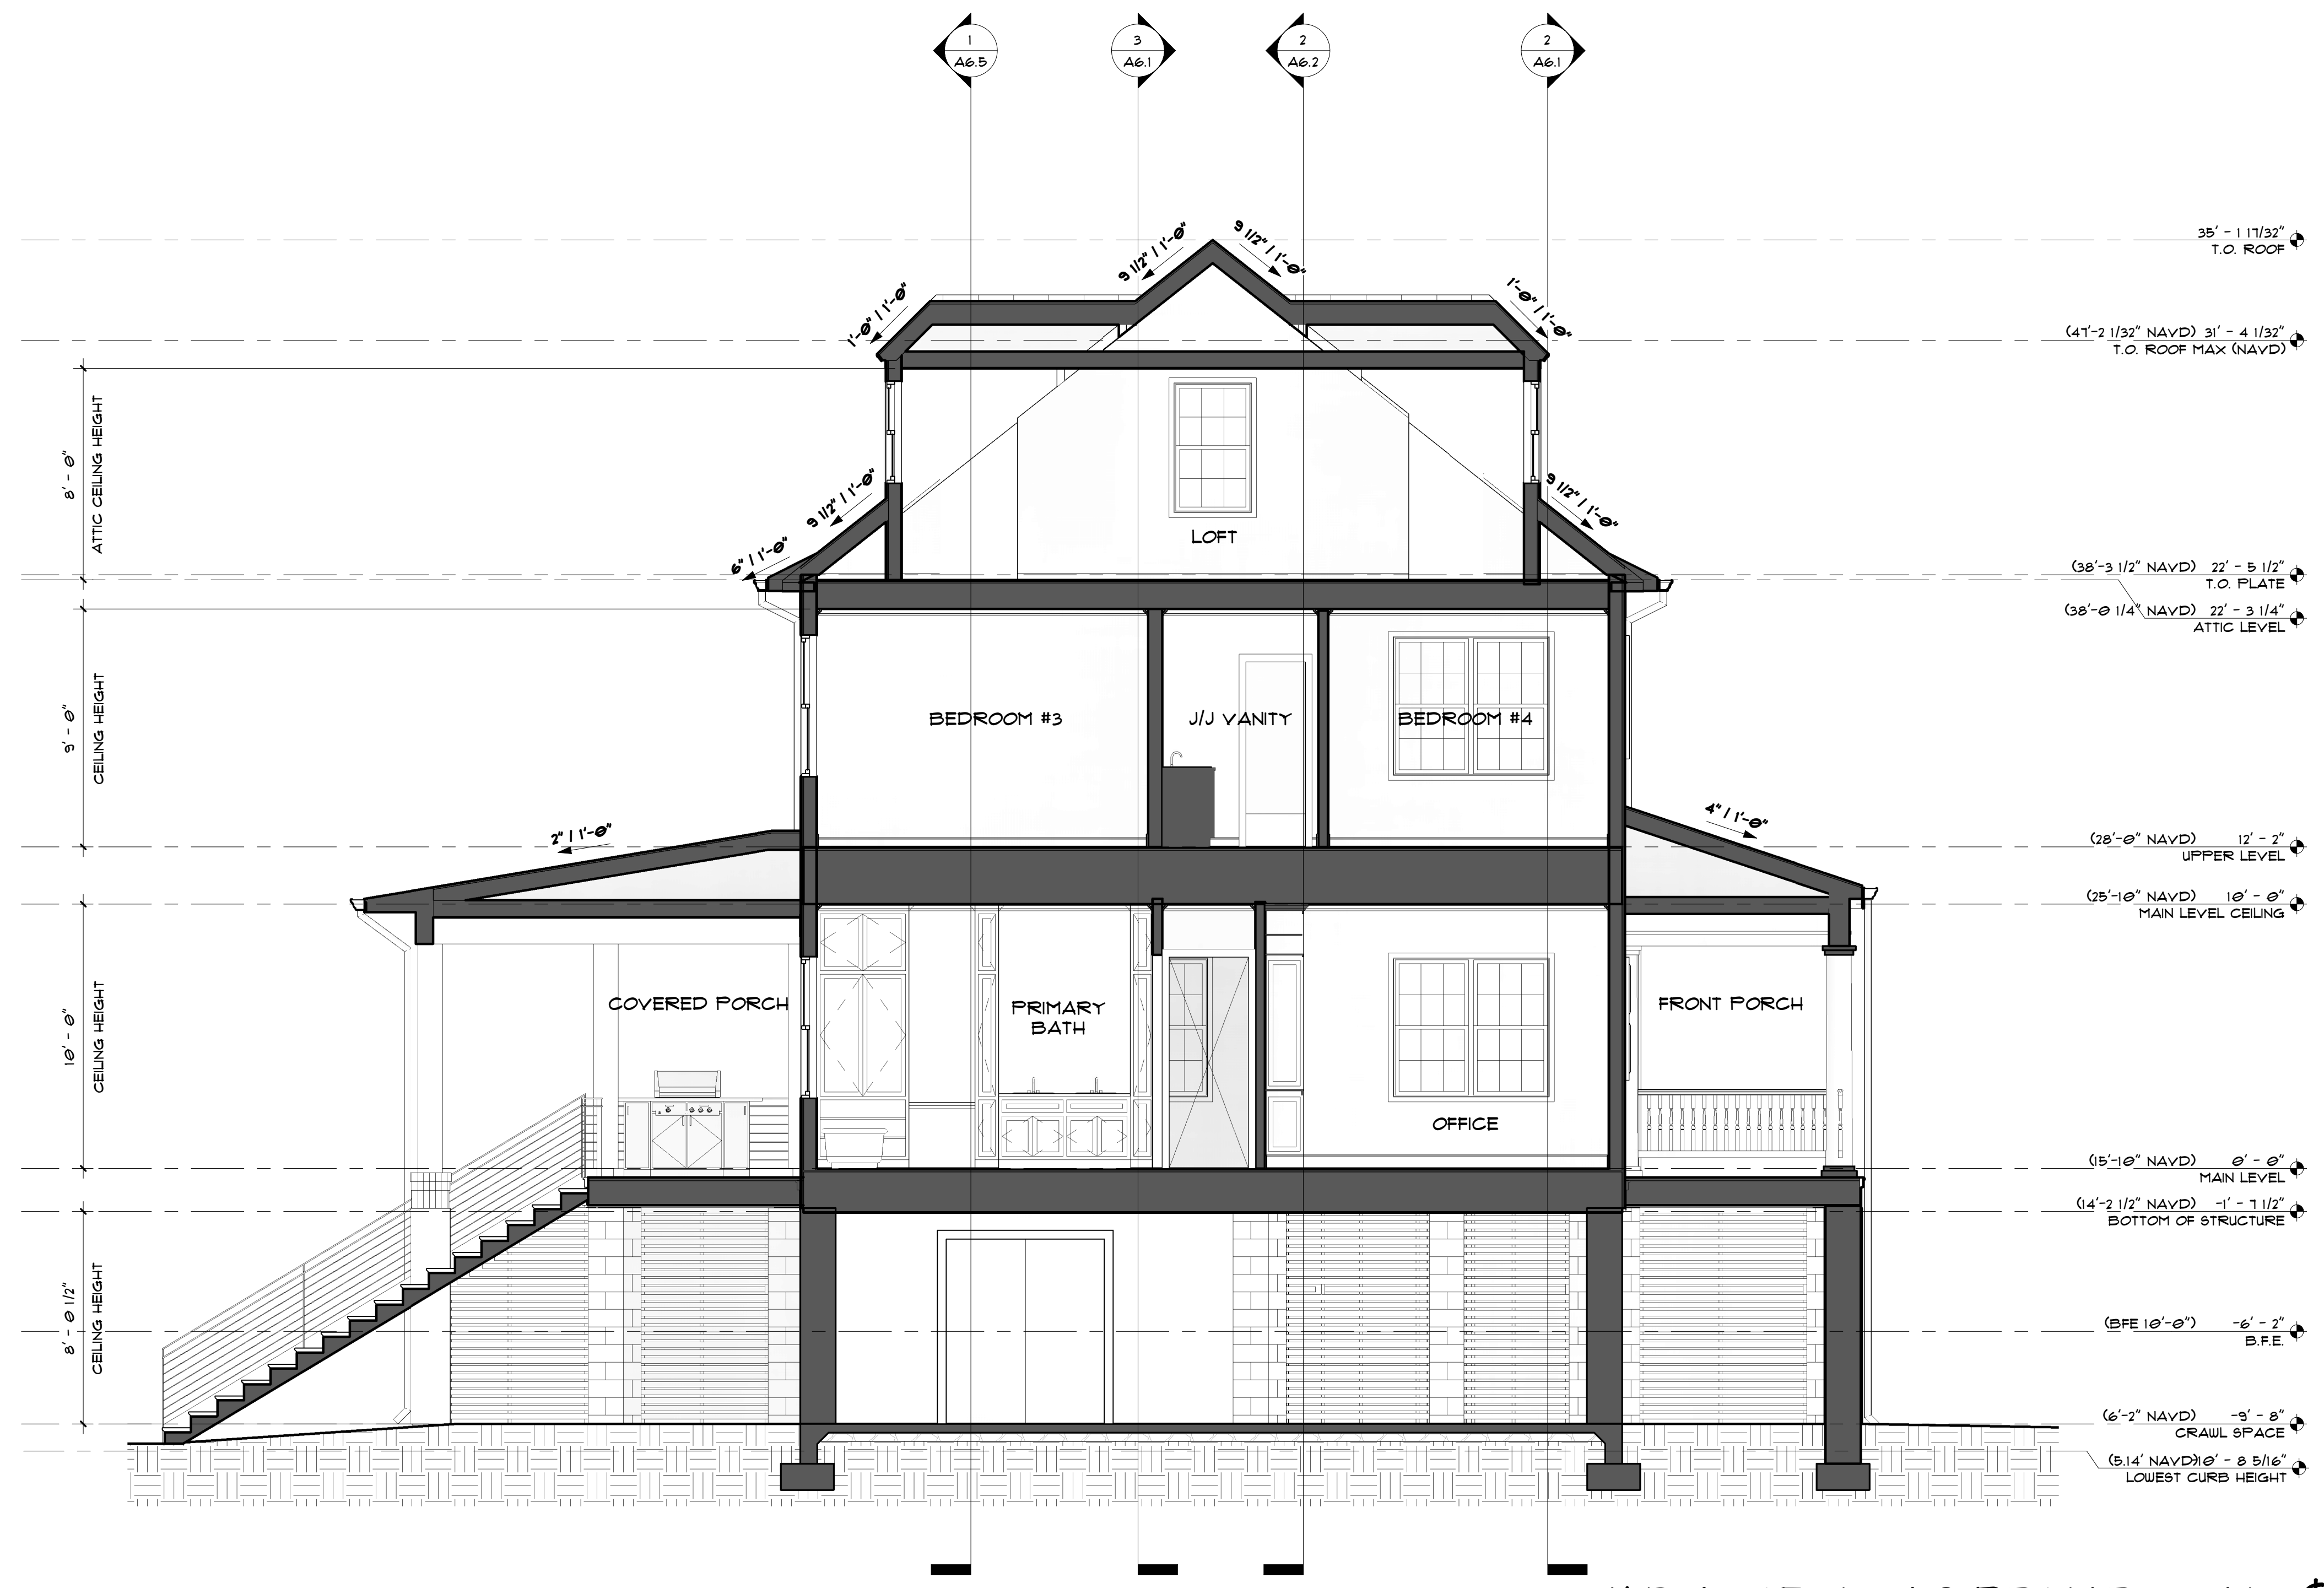 1
A6.5
3
A6.1
2
A6.2
2
A6.1
35' - 1 17/32"
T.O. ROOF
9 1/2" / 1'-0"
9 1/2" / 1'-0"
1'-0" / 1'-0"
1'-0" / 1'-0"
(47'-2 1/32" NAVD) 31' - 4 1/32"
T.O. ROOF MAX (NAVD)
8' - 0"
ATTIC CEILING HEIGHT
9 1/2" / 1'-0"
9 1/2" / 1'-0"
LOFT
6" / 1'-0"
(38'-3 1/2" NAVD) 22' - 5 1/2"
T.O. PLATE
(38'-0 1/4" NAVD) 22' - 3 1/4"
ATTIC LEVEL
9' - 0"
CEILING HEIGHT
BEDROOM #3
J/J VANITY
BEDROOM #4
2" / 1'-0"
4" / 1'-0"
(28'-0" NAVD) 12' - 2"
UPPER LEVEL
(25'-10" NAVD) 10' - 0"
MAIN LEVEL CEILING
10' - 0"
CEILING HEIGHT
COVERED PORCH
PRIMARY
BATH
FRONT PORCH
OFFICE
(15'-10" NAVD) 0' - 0"
MAIN LEVEL
(14'-2 1/2" NAVD) -1' - 7 1/2"
BOTTOM OF STRUCTURE
8' - 0 1/2"
CEILING HEIGHT
(BFE 10'-0") -6' - 2"
B.F.E.
(6'-2" NAVD) -9' - 8"
CRAWL SPACE
(5.14' NAVD)-10' - 8 5/16"
LOWEST CURB HEIGHT